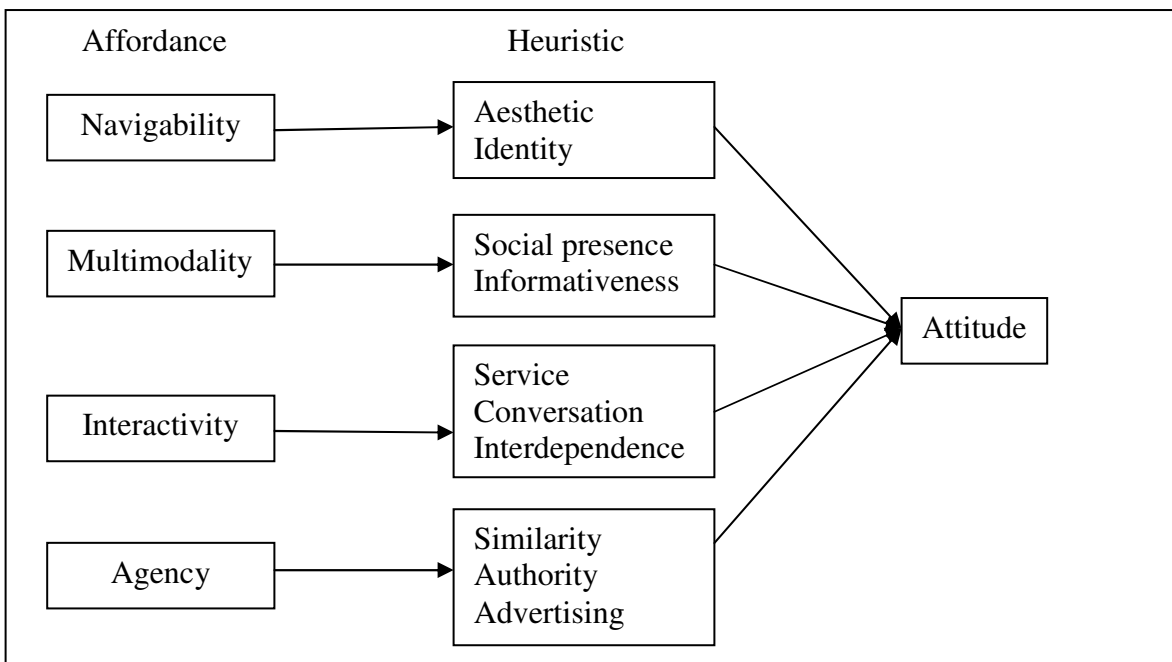 Affordance
Heuristic
Navigability
Aesthetic
Identity
Multimodality
Social presence
Informativeness
Attitude
Interactivity
Service
Conversation
Interdependence
Agency
Similarity
Authority
Advertising